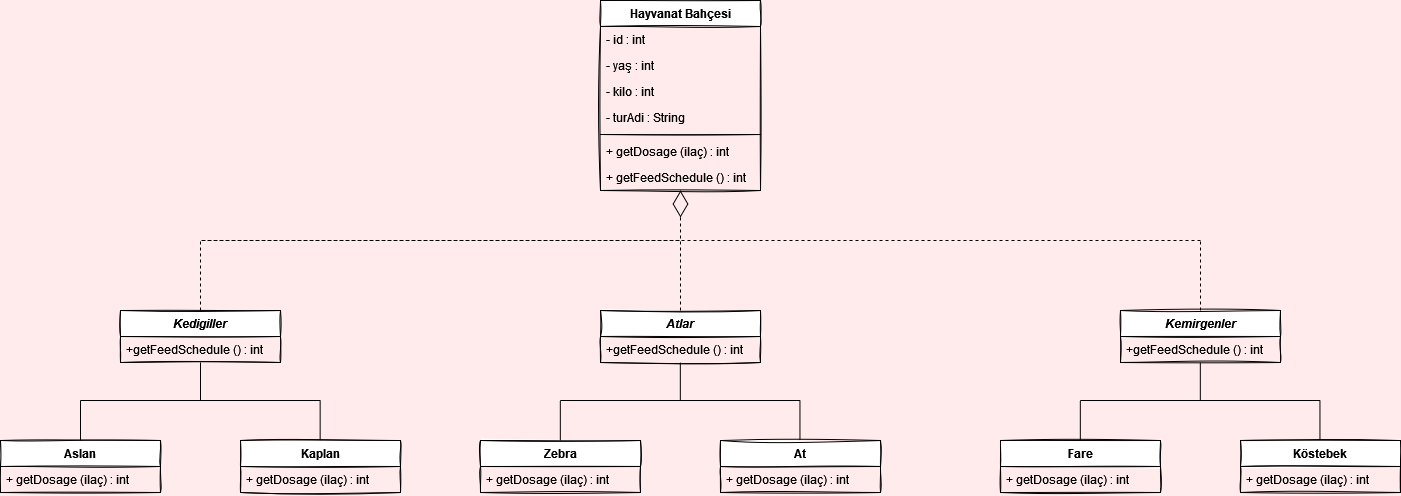 Hayvanat Bahçesi
- id : int
- yaş : int
- kilo : int
- turAdi : String
+ getDosage (ilaç) : int
+ getFeedSchedule () : int
Kedigiller
+getFeedSchedule () : int
Atlar
+getFeedSchedule () : int
Kemirgenler
+getFeedSchedule () : int
Aslan
+ getDosage (ilaç) : int
Kaplan
+ getDosage (ilaç) : int
Zebra
+ getDosage (ilaç) : int
At
+ getDosage (ilaç) : int
Fare
+ getDosage (ilaç) : int
Köstebek
+ getDosage (ilaç) : int